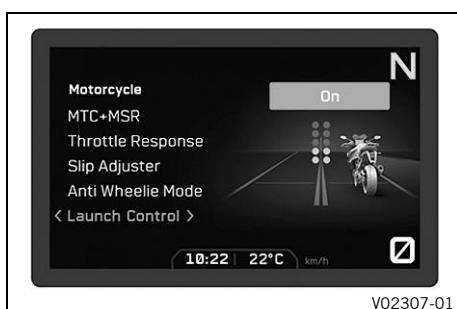 N
Motorcycle
On
MTC+MSR
Throttle Response
Slip Adjuster
Anti Wheelie Mode
< Launch Control >
10:22 22°C km/h
0
V02307-01